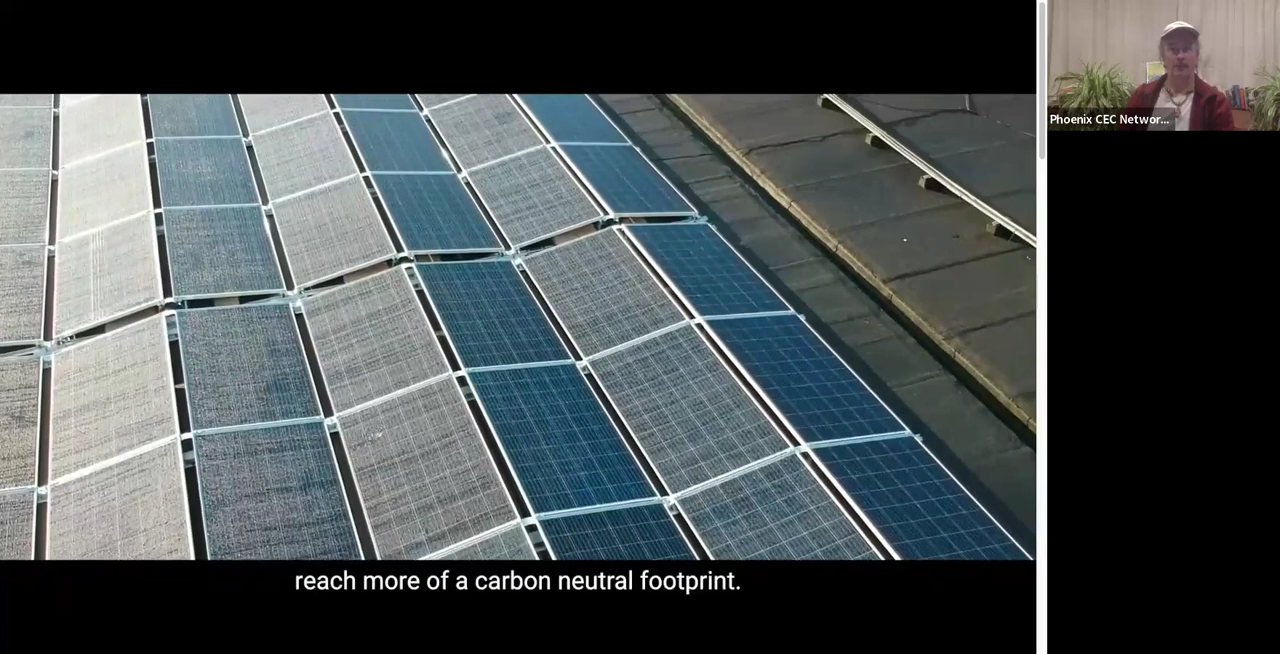 Phoenix CEC Networ...
reach more of a carbon neutral footprint.